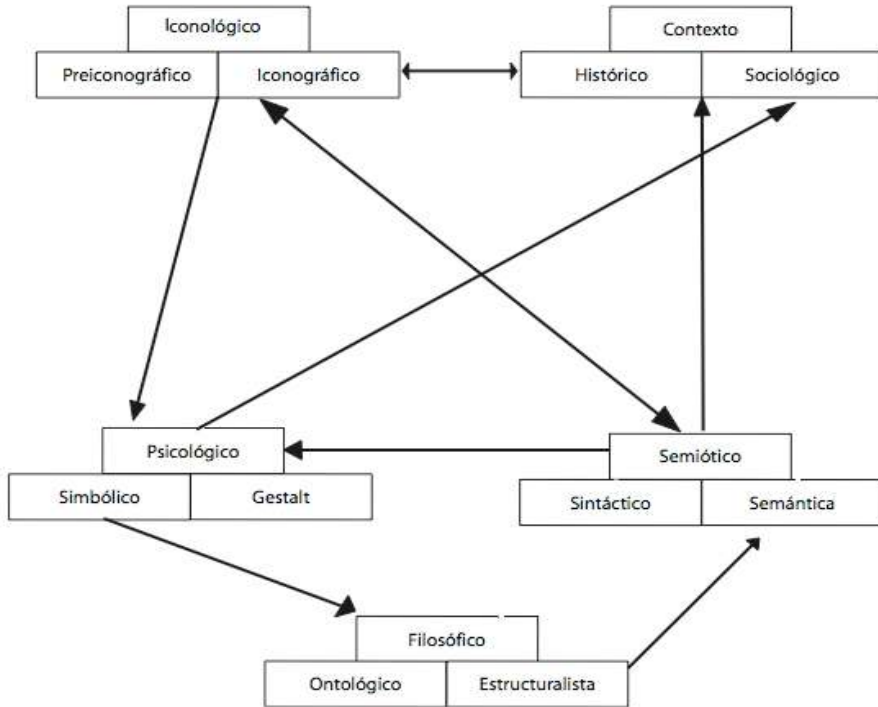 Iconológico
Preiconográfico Iconográfico
Contexto
Histórico Sociológico
Psicológico
Simbólico Gestalt
Semiótico
Sintáctico Semántica
Filosófico
Ontológico Estructuralista